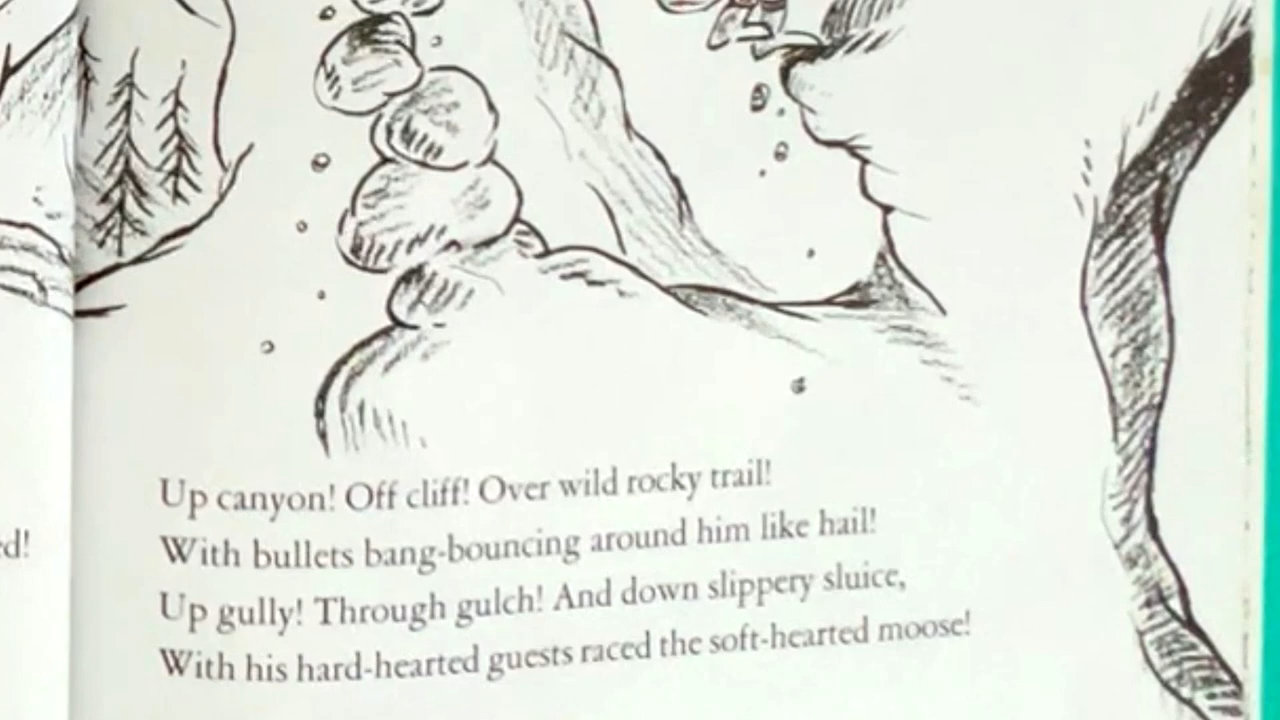 ed!
Up canyon! Off cliff! Over wild rocky trail!
With bullets bang-bouncing around him like hail!
Up gully! Through gulch! And down slippery sluice,
With his hard-hearted guests raced the soft-hearted moose!